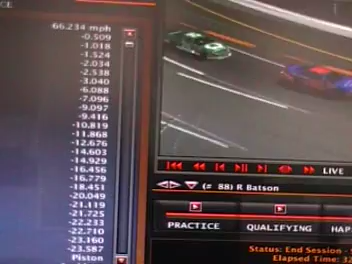 CE
66.234 mph
-0.509
-1.018
-1.524
-2.034
-2.538
-3.040
-6.088
-7.096
-9.097
-9.416
-10.819
-11.868
-12.676
-14.603
-14.929
-16.456
-16.779
-18.451
-20.049
-21.119
-21.725
-22.233
-22.710
-23.160
-23.587
Piston
LIVE
(# 88) R Batson
PRACTICE
QUALIFYING
HAP
Status: End Session -
Elapsed Time: 32